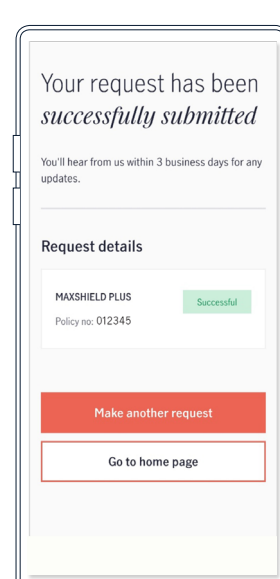 Your request has been
successfully submitted
You'll hear from us within 3 business days for any
updates.
Request details
MAXSHIELD PLUS
Successful
Policy no: 012345
Make another request
Go to home page